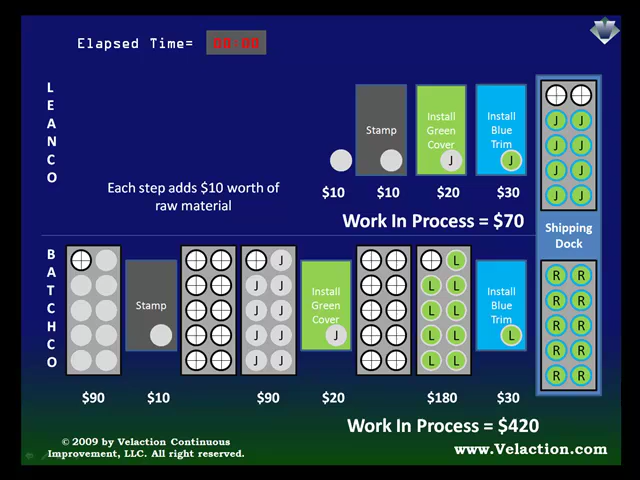 Elapsed Time= 00:00
LEANCO
Stamp
Install
Green
Cover
J
Install
Blue
Trim
J
J J
J J
J J
J J
Each step adds $10 worth of
raw material
$10 $10 $20 $30
Work In Process = $70
Shipping
Dock
BATCHCO
Stamp
J
J J
J J
J J
J J
Install
Green
Cover
J
L
L L
L L
L L
L L
Install
Blue
Trim
L
R R
R R
R R
R R
R R
$90 $10 $90 $20 $180 $30
Work In Process = $420
© 2009 by Velaction Continuous
Improvement, LLC. All right reserved.
www.Velaction.com